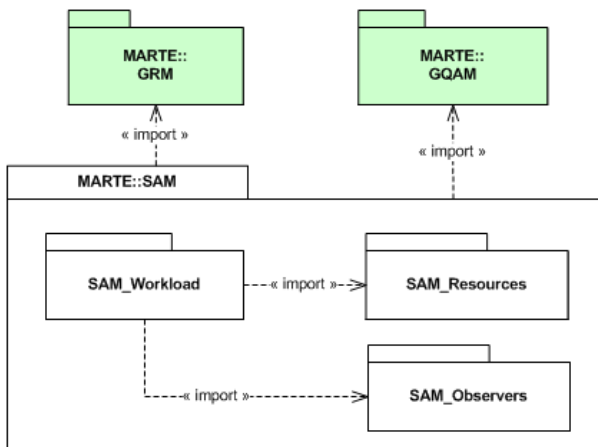 MARTE::
GRM
MARTE::
GQAM
« import »
« import »
MARTE::SAM
SAM_Workload
« import »
SAM_Resources
« import »
SAM_Observers